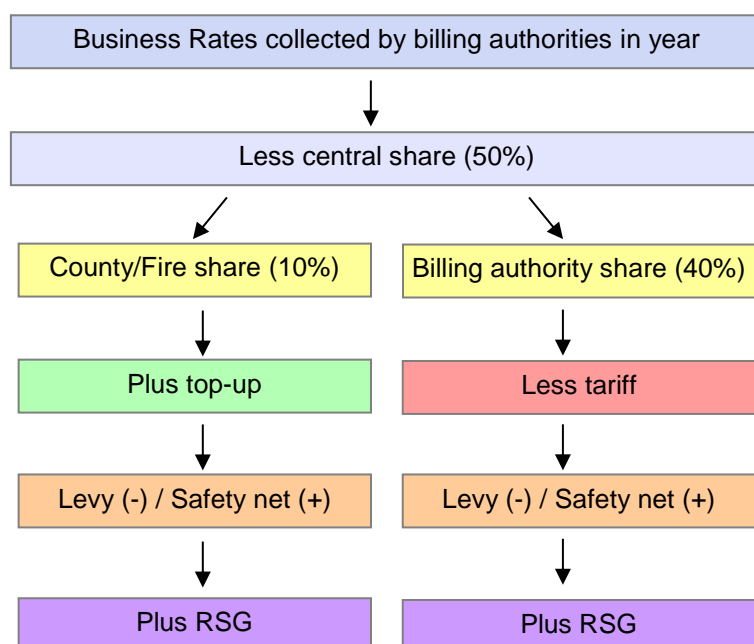 Business Rates collected by billing authorities in year
Less central share (50%)
County/Fire share (10%)
Billing authority share (40%)
Plus top-up
Less tariff
Levy (-) / Safety net (+)
Levy (-) / Safety net (+)
Plus RSG
Plus RSG